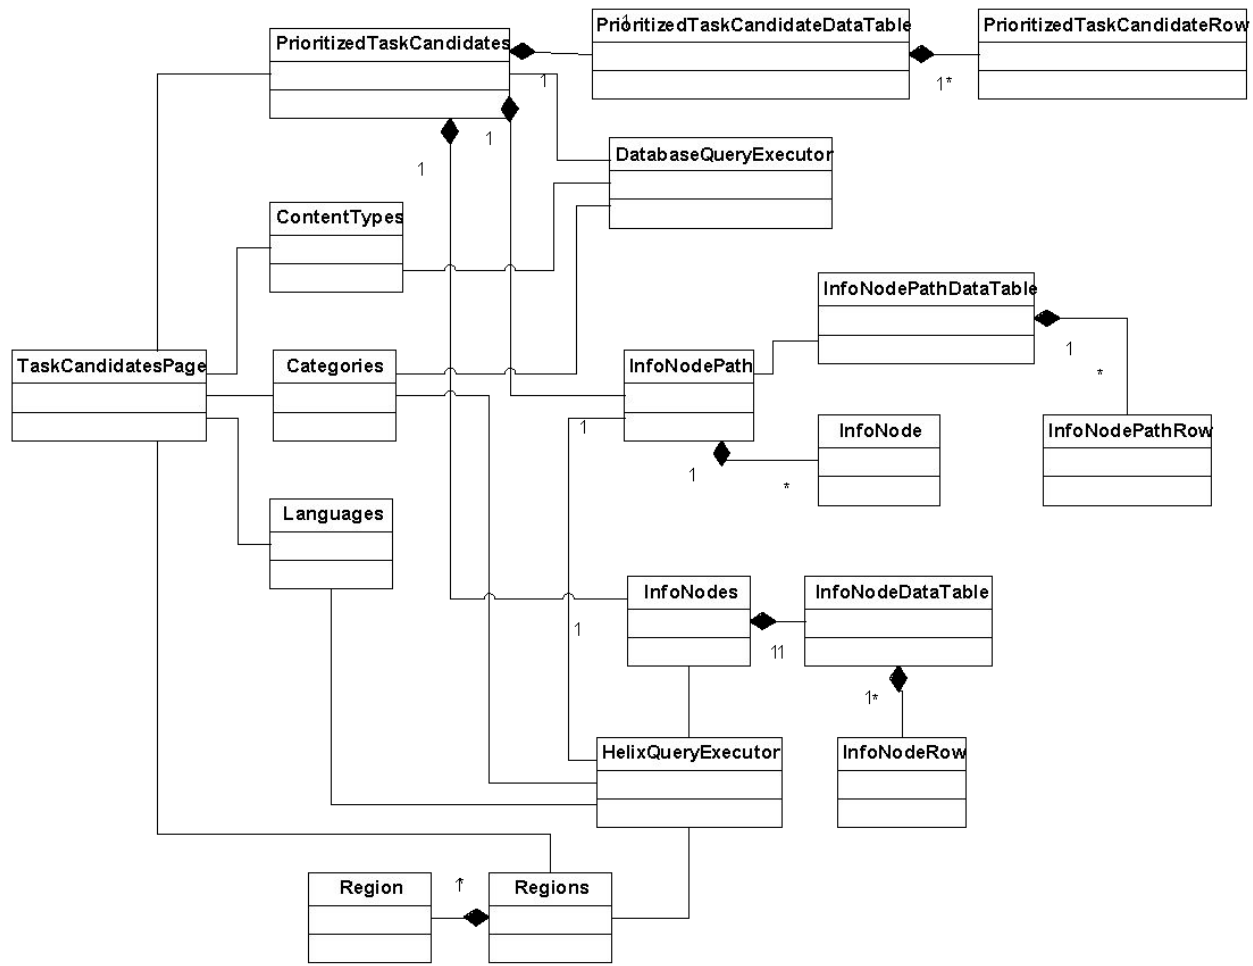 PrioritizedTaskCandidateDataTable
1
PrioritizedTaskCandidateRow
PrioritizedTaskCandidates
1
1*
1
DatabaseQueryExecutor
1
ContentTypes
InfoNodePathDataTable
1
*
TaskCandidatesPage
Categories
InfoNodePath
1
InfoNode
InfoNodePathRow
1
*
Languages
InfoNodes
InfoNodeDataTable
1
11
1*
HelixQueryExecutor
InfoNodeRow
Region
1*
Regions